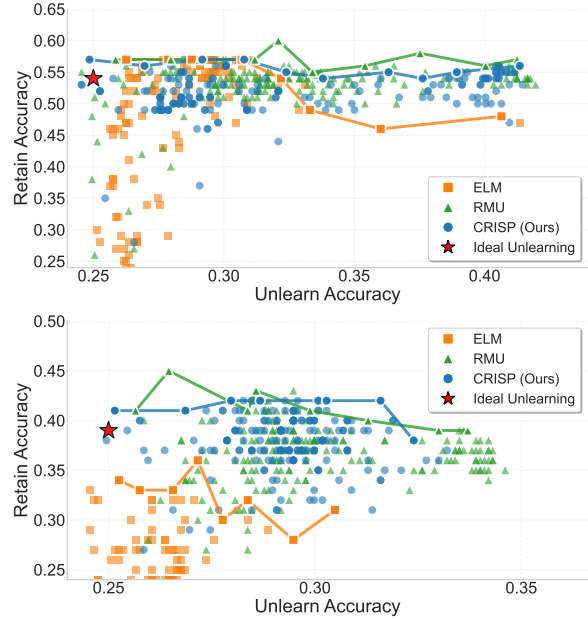 0.65
0.60
0.55
0.50
0.45
0.40
0.35
0.30
0.25
Retain Accuracy
ELM
RMU
CRISP (Ours)
Ideal Unlearning
0.25 0.30 0.35 0.40
Unlearn Accuracy
0.50
0.45
0.40
0.35
0.30
0.25
Retain Accuracy
ELM
RMU
CRISP (Ours)
Ideal Unlearning
0.25 0.30 0.35
Unlearn Accuracy